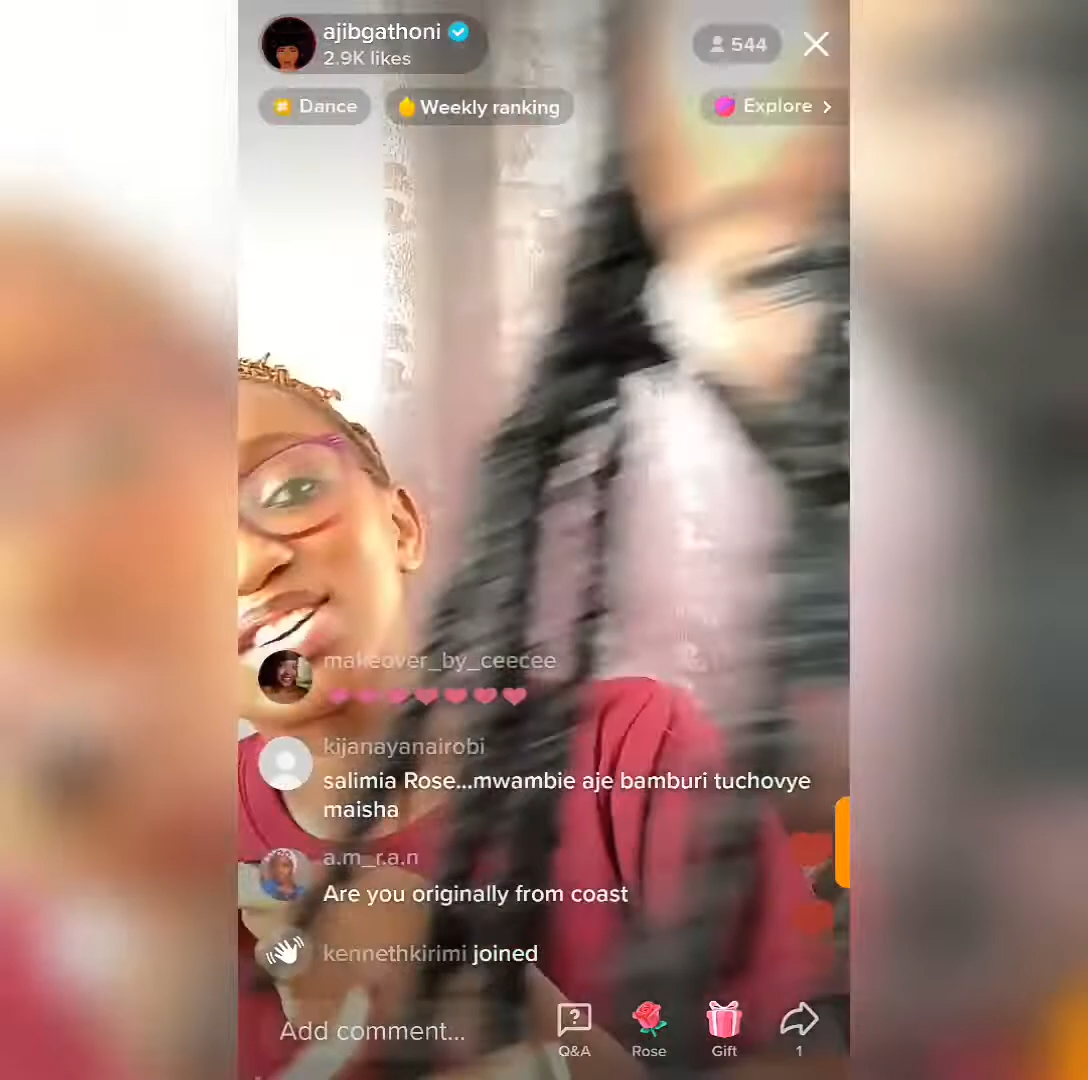 ajibgathoni
2.9K likes
544
Dance
Weekly ranking
Explore >
makeover_by_ceecee
kijanayanairobi
salimia Rose...mwambie aje bamburi tuchovye
maisha
a.m_r.a.n
Are you originally from coast
kennethkirimi joined
Add comment...
Q&A
Rose
Gift
1